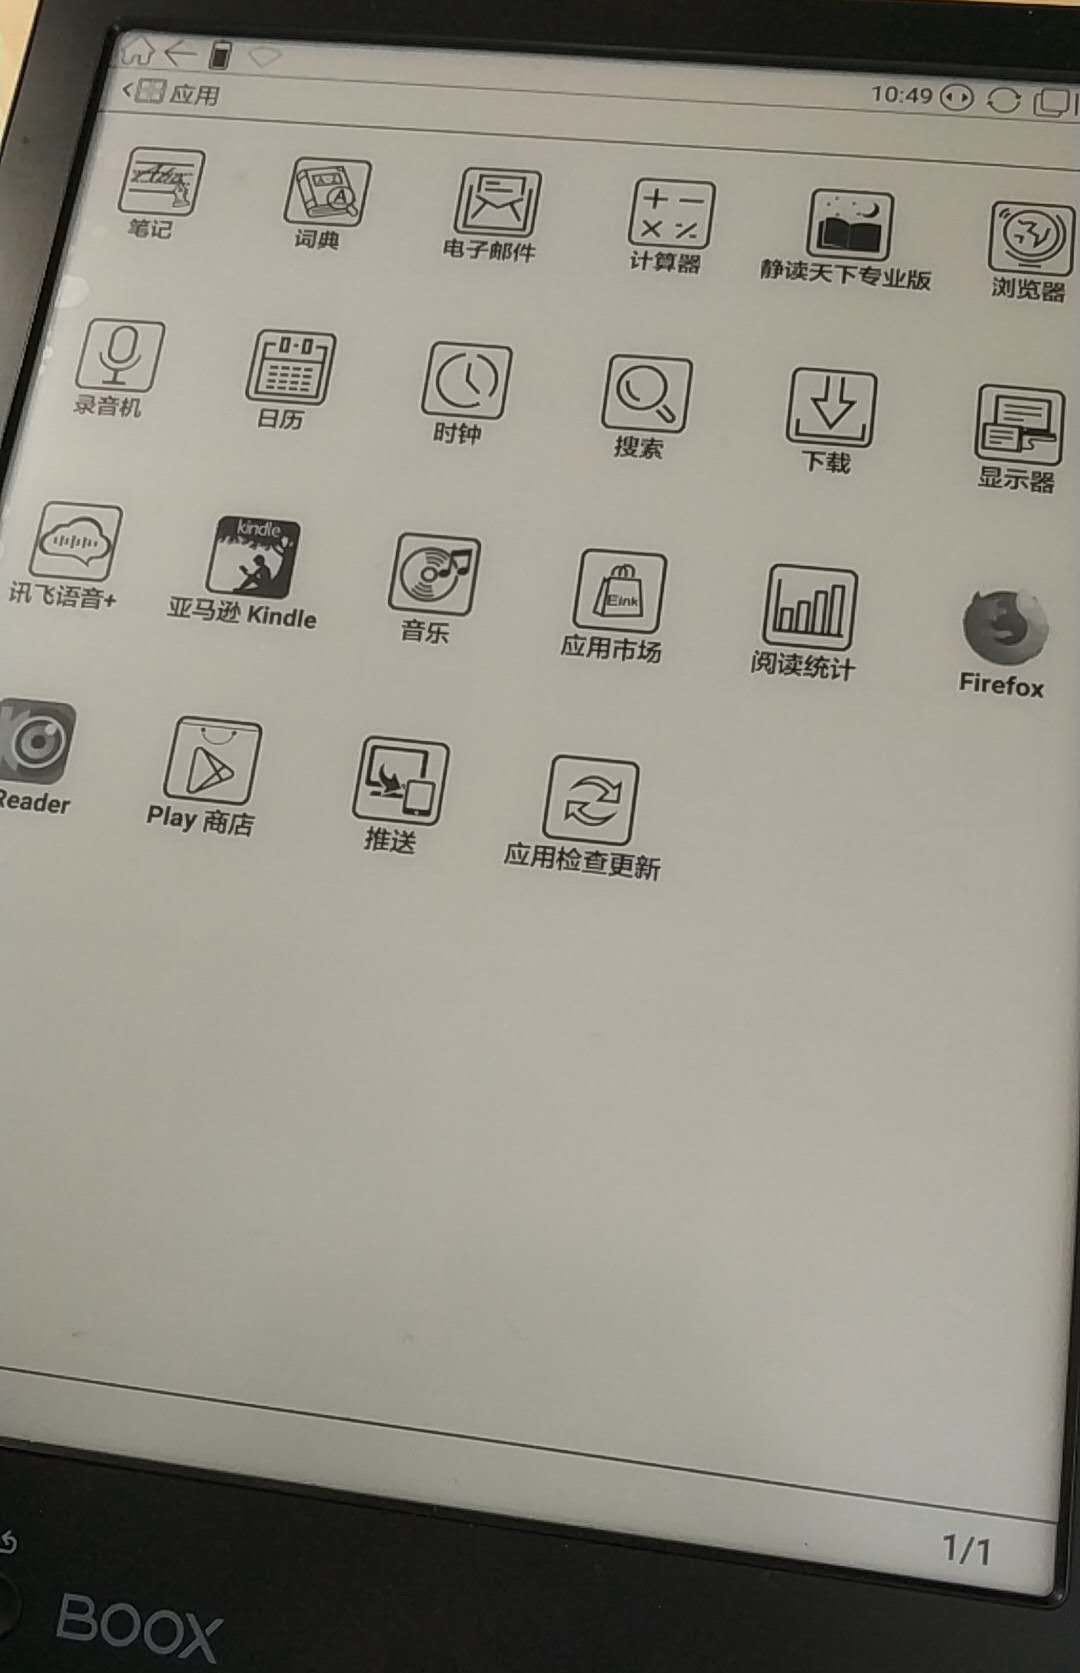 应用
10:49
笔记 词典 电子邮件 计算器 静读天下专业版 浏览器
录音机 日历 时钟 搜索 下载 显示器
kindle
Eink
讯飞语音+ 亚马逊 Kindle 音乐 应用市场 阅读统计 Firefox
Reader Play 商店 推送 应用检查更新
1/1
BOOX